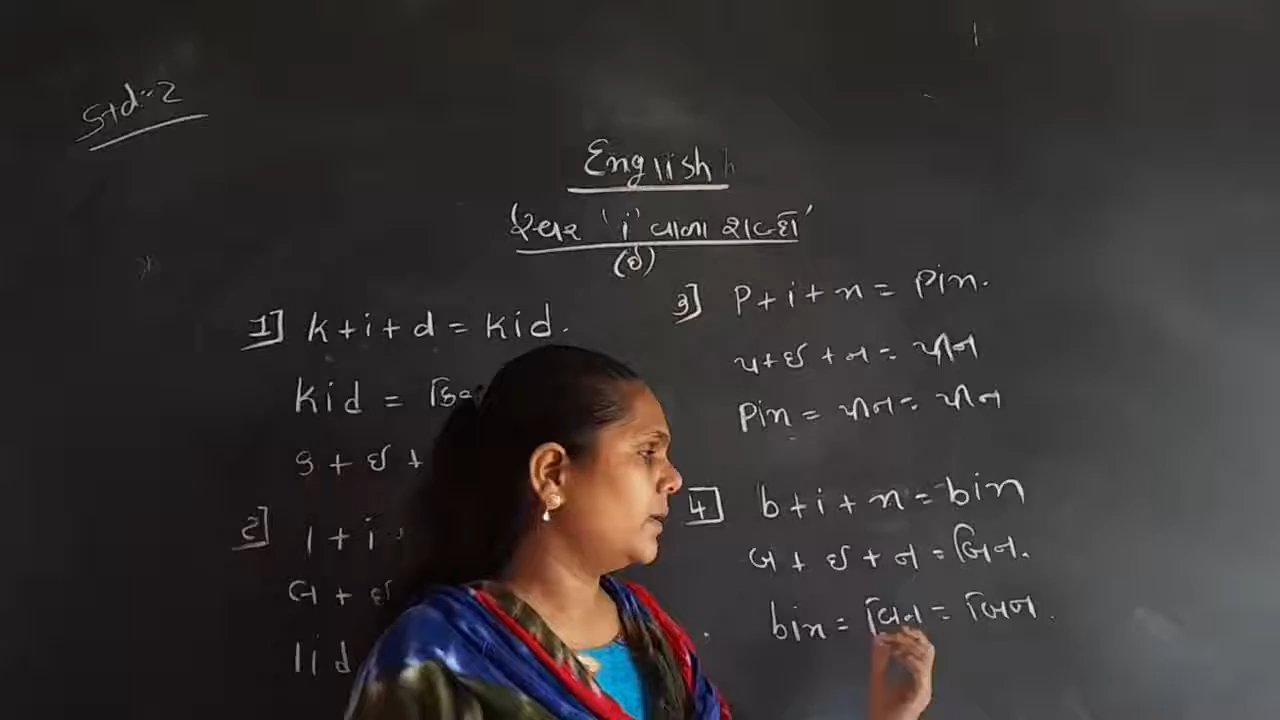 Std-2
English
સ્વર 'i' વાળા શબ્દો
(ઈ)
1] k+i+d = kid.
kid =
ક + ઈ +
2] l+i
લ + ઈ
lid
3] p+i+n = Pin.
પ+ઈ+ન = પીન
Pin = પીન = પીન
4] b+i+n = bin
બ + ઈ + ન = બિન.
bin = બિન = બિન.